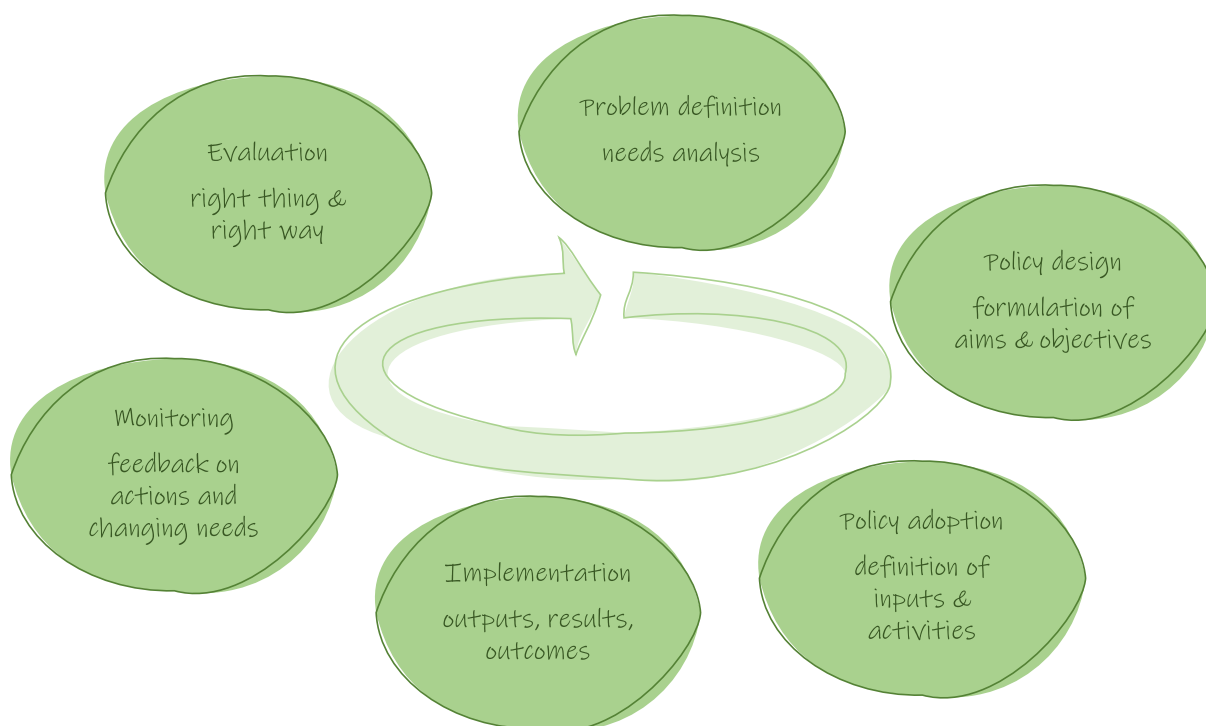 Problem definition
needs analysis
Policy design
formulation of
aims & objectives
Policy adoption
definition of
inputs &
activities
Implementation
outputs, results,
outcomes
Monitoring
feedback on
actions and
changing needs
Evaluation
right thing &
right way